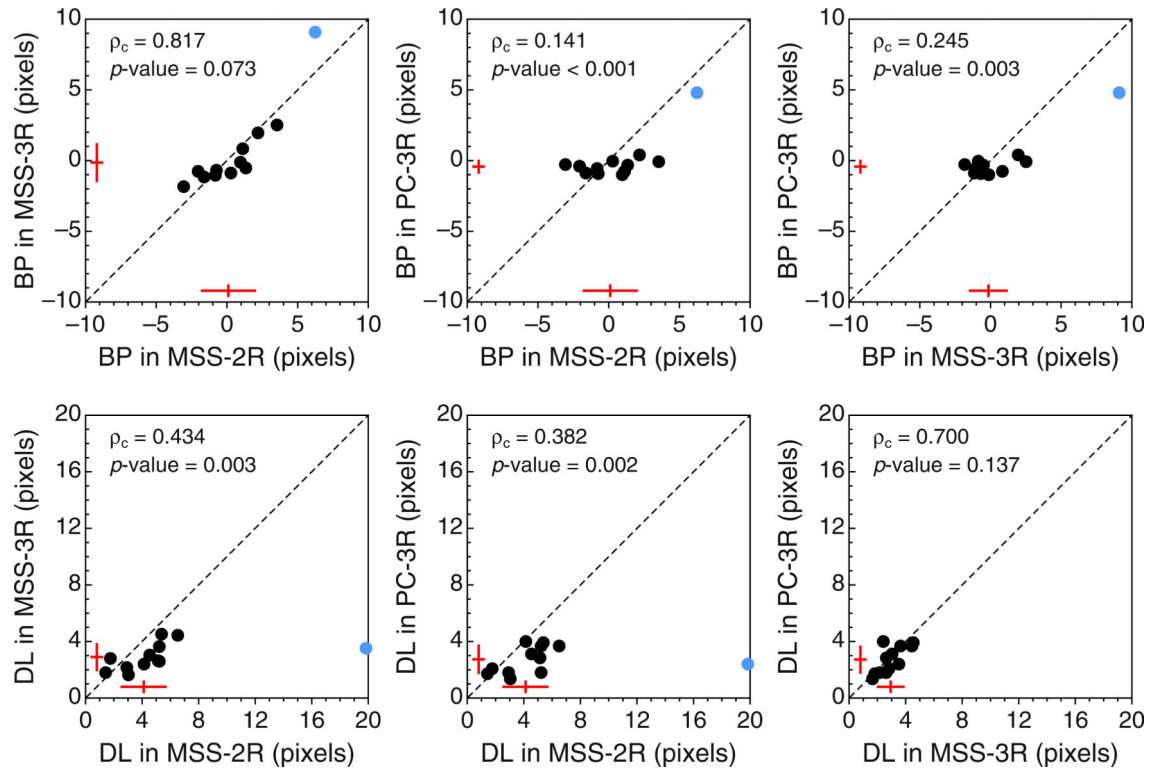 ρc = 0.817
p-value = 0.073
BP in MSS-3R (pixels)
10
5
0
−5
−10
−10 −5 0 5 10
BP in MSS-2R (pixels)
ρc = 0.141
p-value < 0.001
BP in PC-3R (pixels)
10
5
0
−5
−10
−10 −5 0 5 10
BP in MSS-2R (pixels)
ρc = 0.245
p-value = 0.003
BP in PC-3R (pixels)
10
5
0
−5
−10
−10 −5 0 5 10
BP in MSS-3R (pixels)
ρc = 0.434
p-value = 0.003
DL in MSS-3R (pixels)
20
16
12
8
4
0
0 4 8 12 16 20
DL in MSS-2R (pixels)
ρc = 0.382
p-value = 0.002
DL in PC-3R (pixels)
20
16
12
8
4
0
0 4 8 12 16 20
DL in MSS-2R (pixels)
ρc = 0.700
p-value = 0.137
DL in PC-3R (pixels)
20
16
12
8
4
0
0 4 8 12 16 20
DL in MSS-3R (pixels)